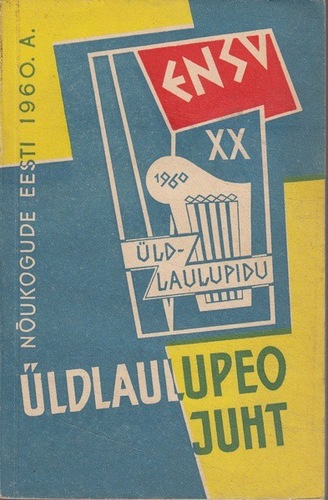 NÕUKOGUDE EESTI 1960. A.
ENSV
XX
1960
ÜLD-
LAULUPIDU
ÜLDLAULUPEO
JUHT